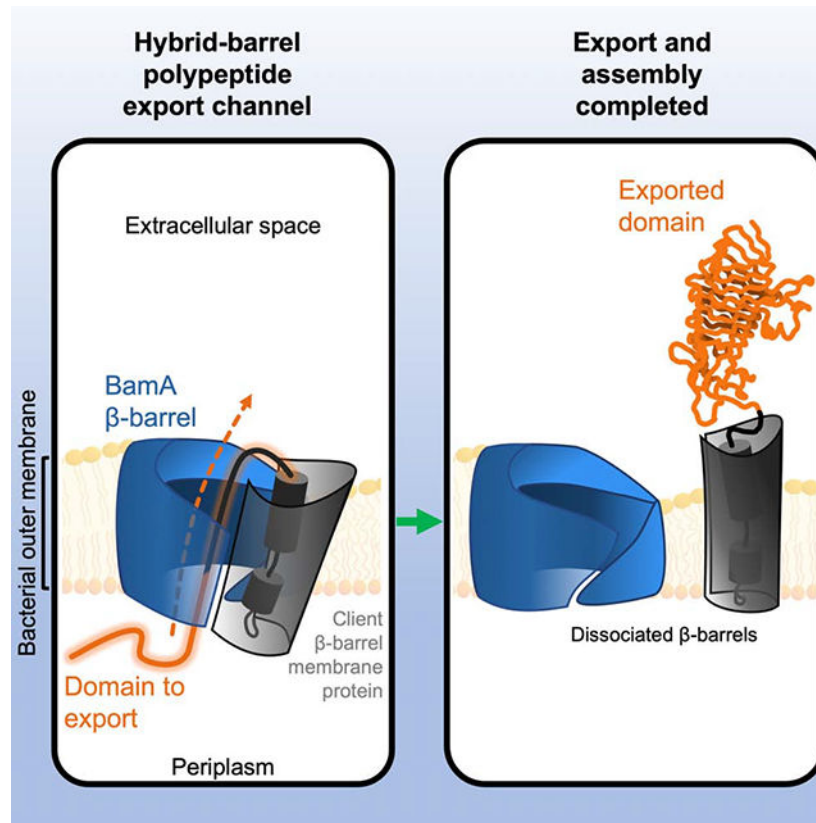 Hybrid-barrel
polypeptide
export channel
Extracellular space
BamA
β-barrel
Bacterial outer membrane
Client
β-barrel
membrane
protein
Domain to
export
Periplasm
Export and
assembly
completed
Exported
domain
Dissociated β-barrels